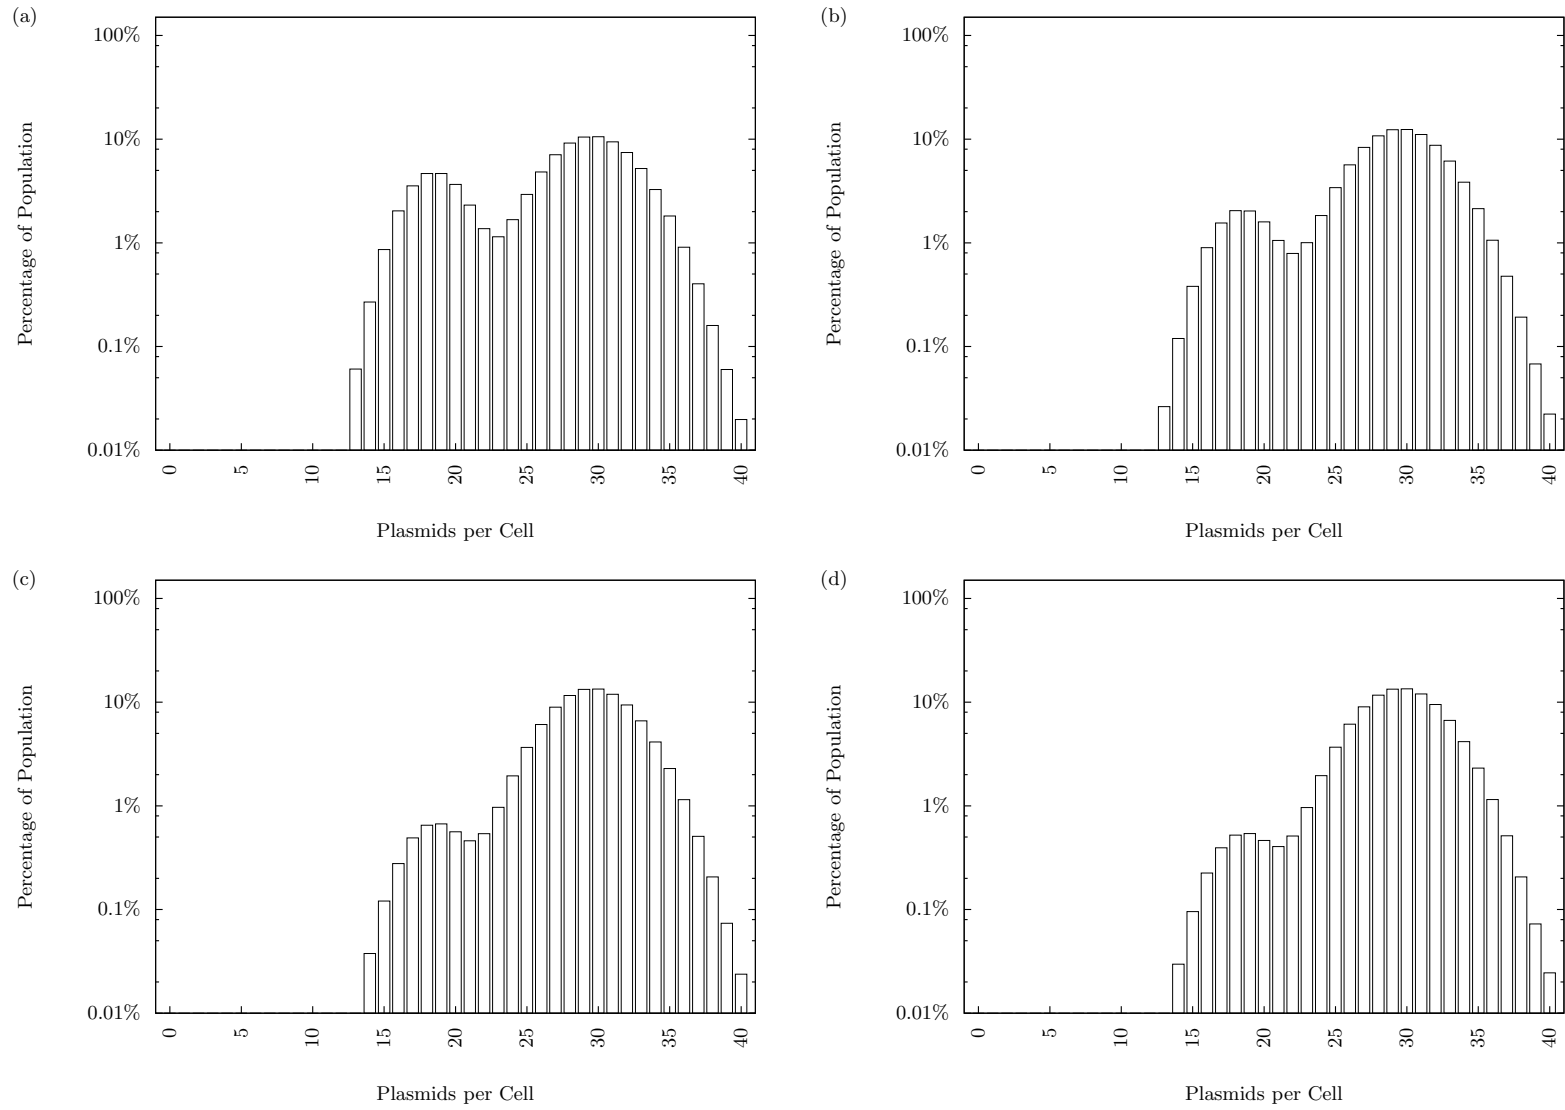 (a)
100%
10%
1%
0.1%
0.01%
Percentage of Population
0 5 10 15 20 25 30 35 40
Plasmids per Cell
(b)
100%
10%
1%
0.1%
0.01%
Percentage of Population
0 5 10 15 20 25 30 35 40
Plasmids per Cell
(c)
100%
10%
1%
0.1%
0.01%
Percentage of Population
0 5 10 15 20 25 30 35 40
Plasmids per Cell
(d)
100%
10%
1%
0.1%
0.01%
Percentage of Population
0 5 10 15 20 25 30 35 40
Plasmids per Cell